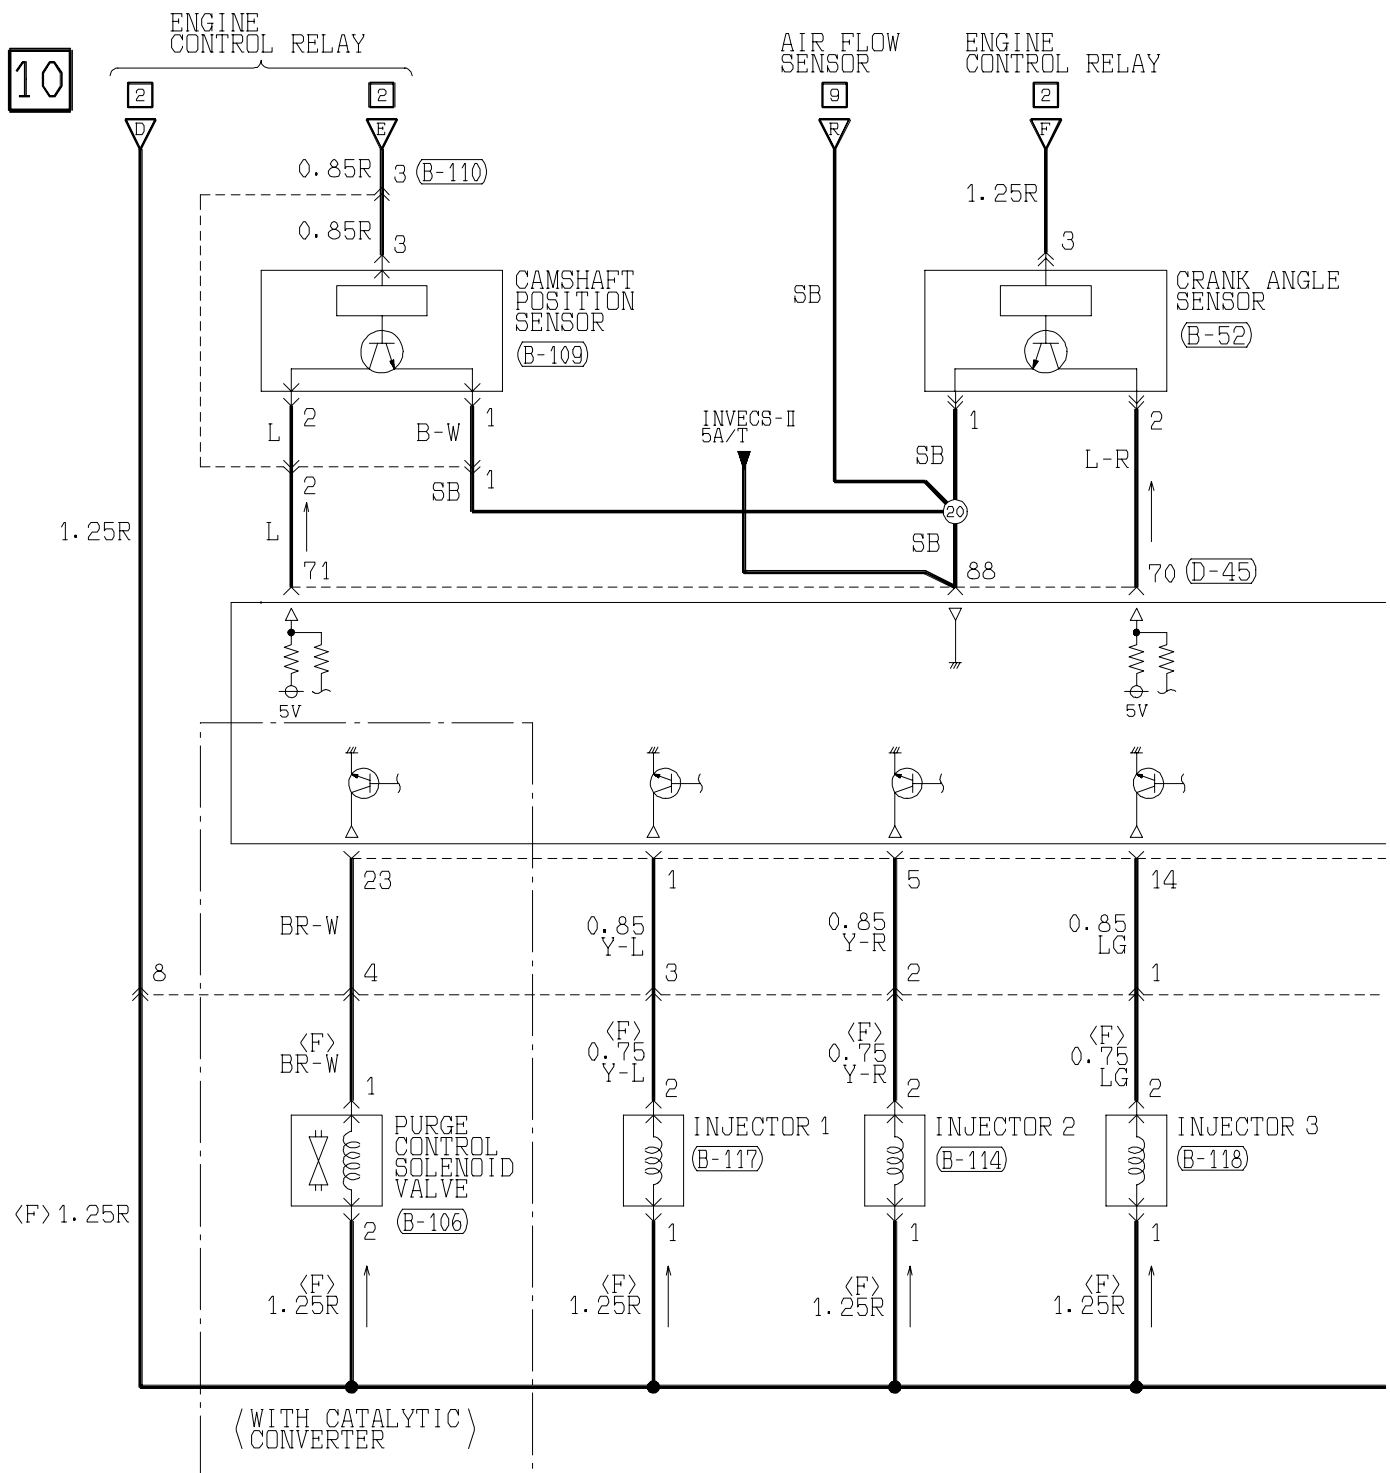 10
ENGINE
CONTROL RELAY
2
D
2
E
AIR FLOW
SENSOR
9
R
ENGINE
CONTROL RELAY
2
F
0.85R
3
(B-110)
0.85R
3
1.25R
3
CAMSHAFT
POSITION
SENSOR
(B-109)
SB
CRANK ANGLE
SENSOR
(B-52)
2
1
L
B-W
2
1
SB
INVECS-II
5A/T
1
2
SB
L-R
20
SB
1.25R
L
71
88
70
(D-45)
5V
5V
23
1
5
14
BR-W
0.85
Y-L
0.85
Y-R
0.85
LG
8
4
3
2
1
〈F〉
BR-W
〈F〉
0.75
Y-L
〈F〉
0.75
Y-R
〈F〉
0.75
LG
1
2
2
2
PURGE
CONTROL
SOLENOID
VALVE
(B-106)
INJECTOR 1
(B-117)
INJECTOR 2
(B-114)
INJECTOR 3
(B-118)
〈F〉1.25R
2
1
1
1
〈F〉
1.25R
〈F〉
1.25R
〈F〉
1.25R
〈F〉
1.25R
〈WITH CATALYTIC
CONVERTER〉